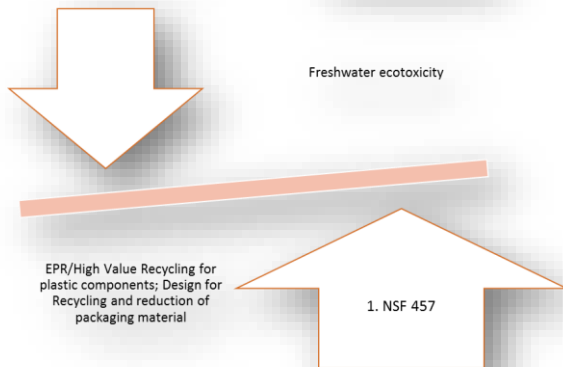 Freshwater ecotoxicity
EPR/High Value Recycling for
plastic components; Design for
Recycling and reduction of
packaging material
1. NSF 457